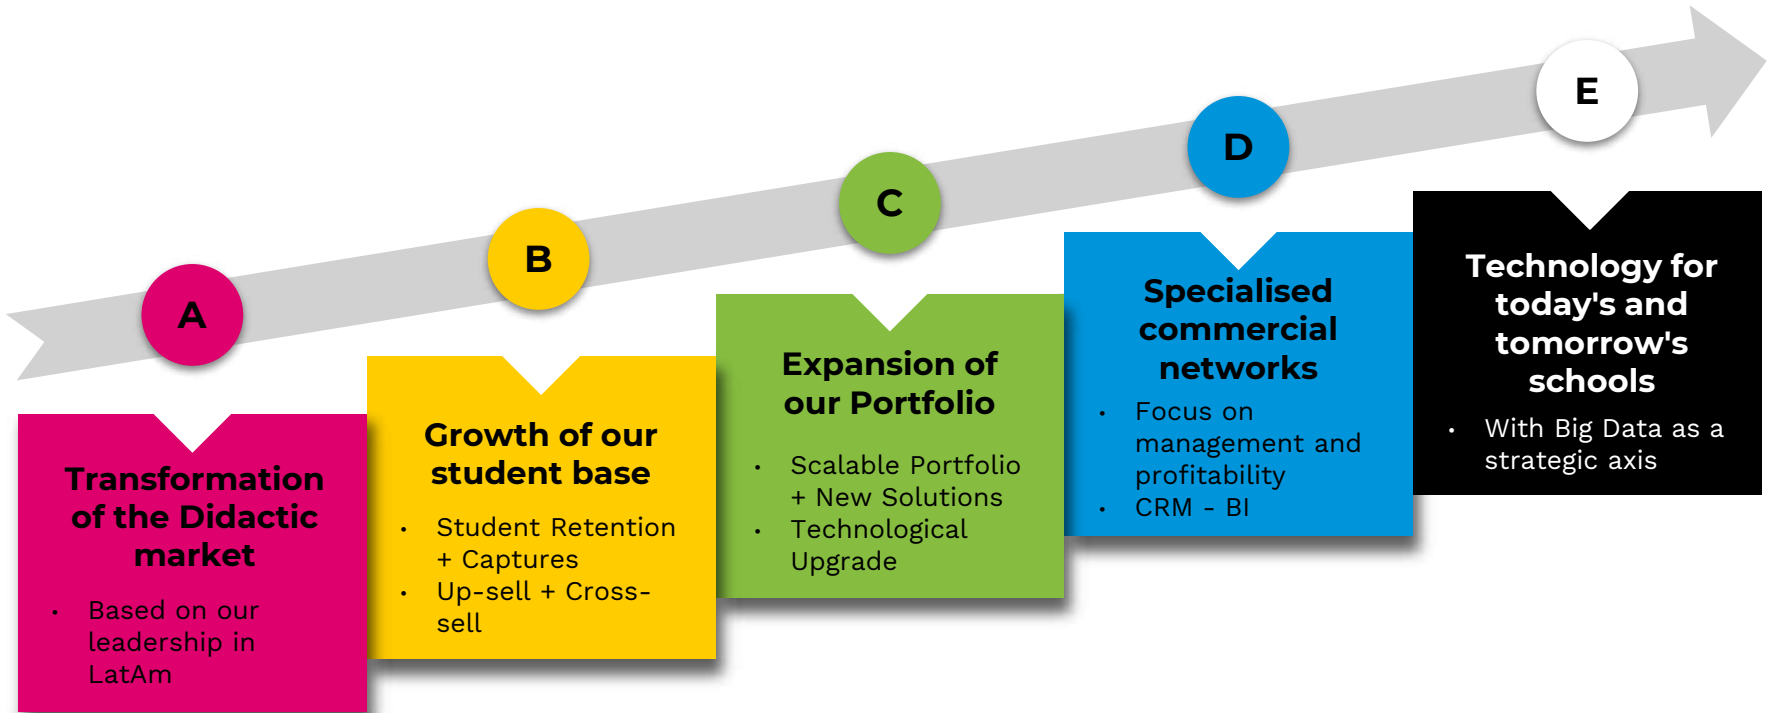 A
Transformation
of the Didactic
market
• Based on our
leadership in
LatAm
B
Growth of our
student base
• Student Retention
+ Captures
• Up-sell + Cross-
sell
C
Expansion of
our Portfolio
• Scalable Portfolio
+ New Solutions
• Technological
Upgrade
D
Specialised
commercial
networks
• Focus on
management and
profitability
• CRM - BI
E
Technology for
today's and
tomorrow's
schools
• With Big Data as a
strategic axis